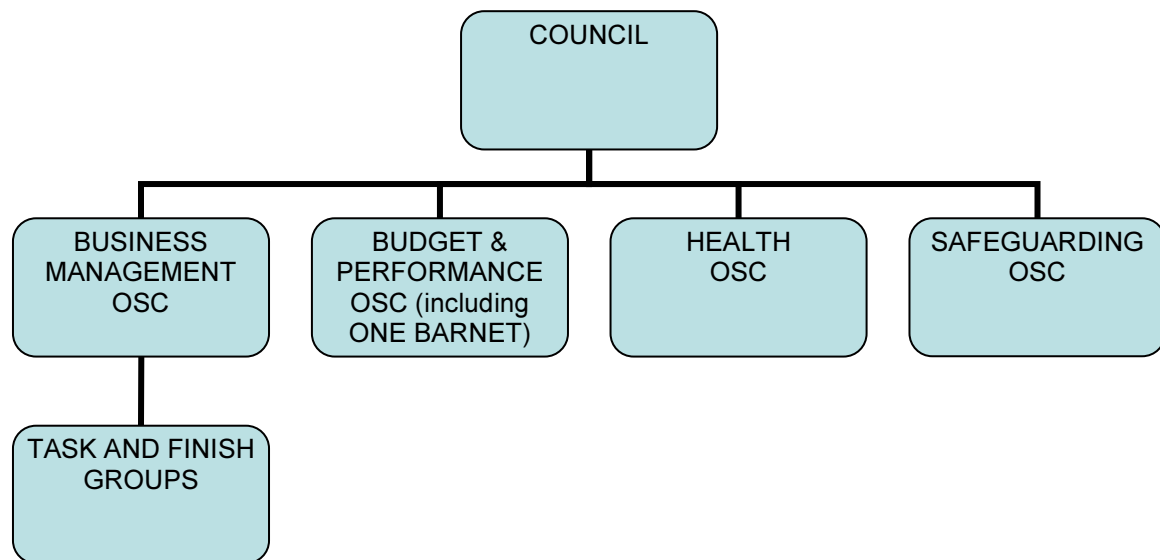 COUNCIL
BUSINESS
MANAGEMENT
OSC
BUDGET &
PERFORMANCE
OSC (including
ONE BARNET)
HEALTH
OSC
SAFEGUARDING
OSC
TASK AND FINISH
GROUPS